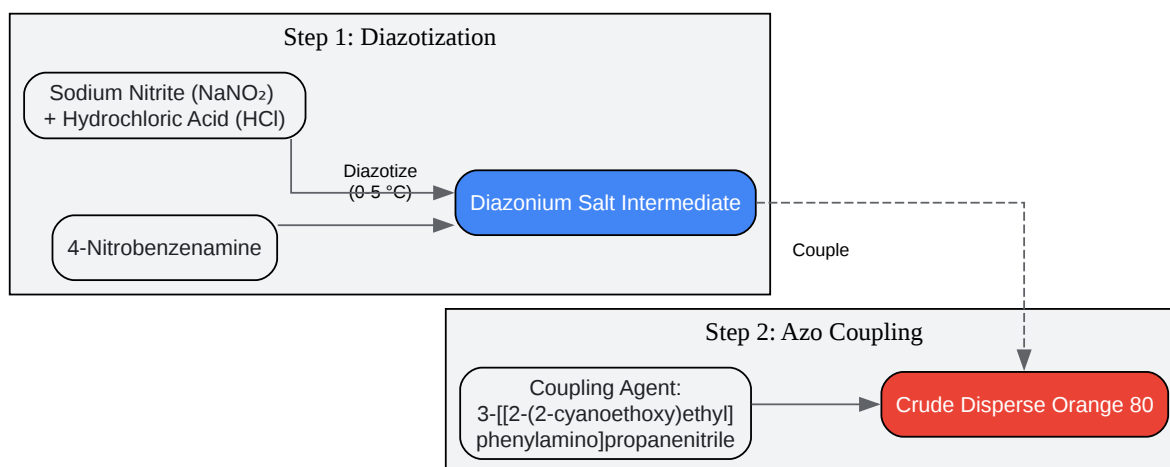 Step 1: Diazotization
Sodium Nitrite (NaNO₂)
+ Hydrochloric Acid (HCl)
Diazotize
(0-5 °C)
Diazonium Salt Intermediate
4-Nitrobenzenamine
Couple
Step 2: Azo Coupling
Coupling Agent:
3-[[2-(2-cyanoethoxy)ethyl]
phenylamino]propanenitrile
Crude Disperse Orange 80